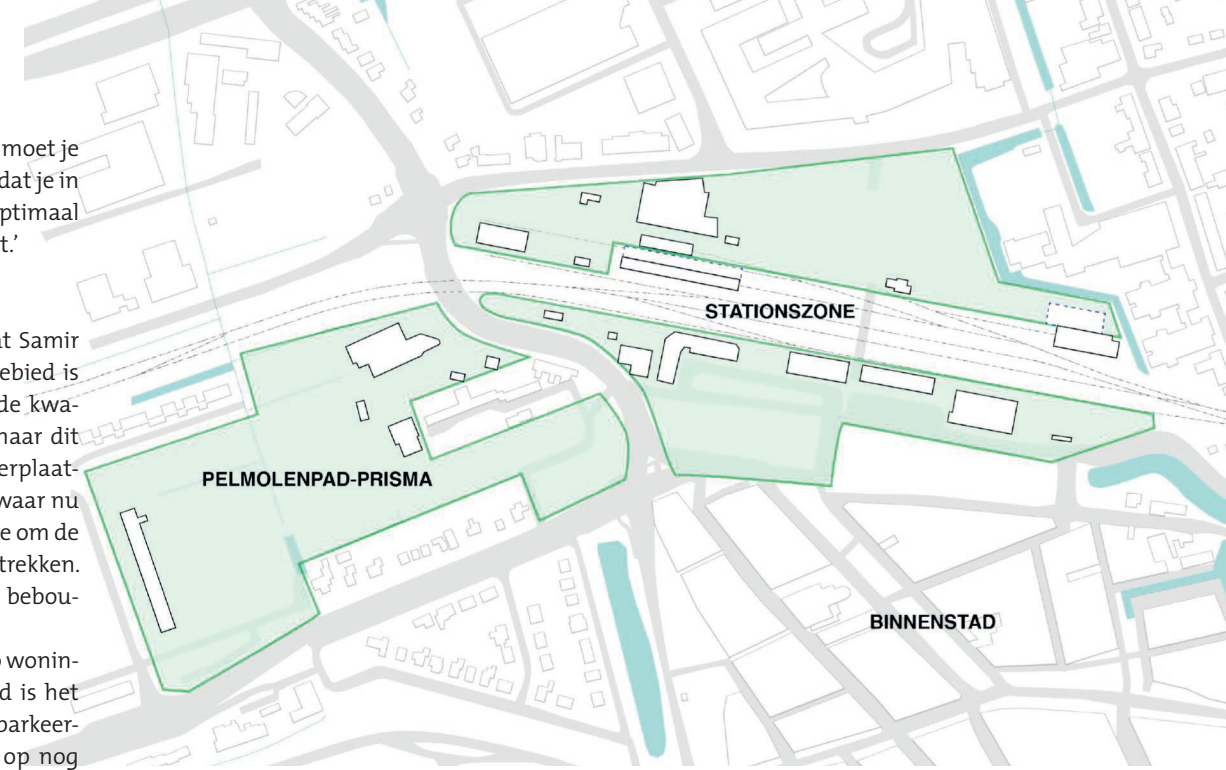 moet je
dat je in
ptimaal
t.’
t Samir
ebied is
de kwa-
naar dit
erplaat-
waar nu
e om de
trekken.
bebou-
wonin-
d is het
parkeer-
op nog
STATIONSZONE
PELMOLENPAD-PRISMA
BINNENSTAD